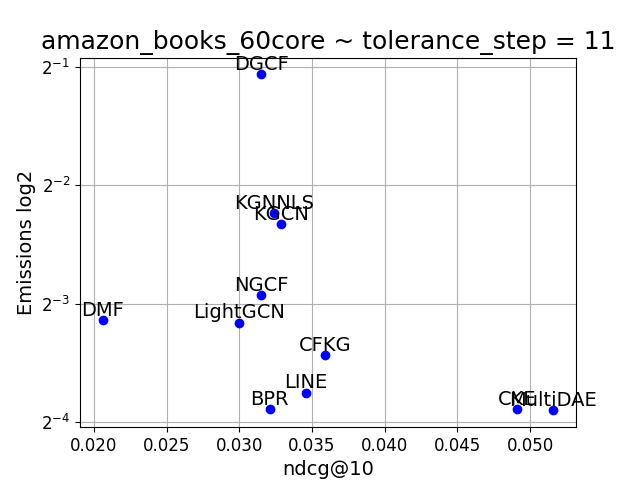 amazon_books_60core ~ tolerance_step = 11
2⁻¹
DGCF
2⁻²
KGNNLS
KGCN
NGCF
2⁻³
DMF
LightGCN
CFKG
LINE
BPR
CKE
MultiDAE
2⁻⁴
Emissions log2
0.020 0.025 0.030 0.035 0.040 0.045 0.050
ndcg@10